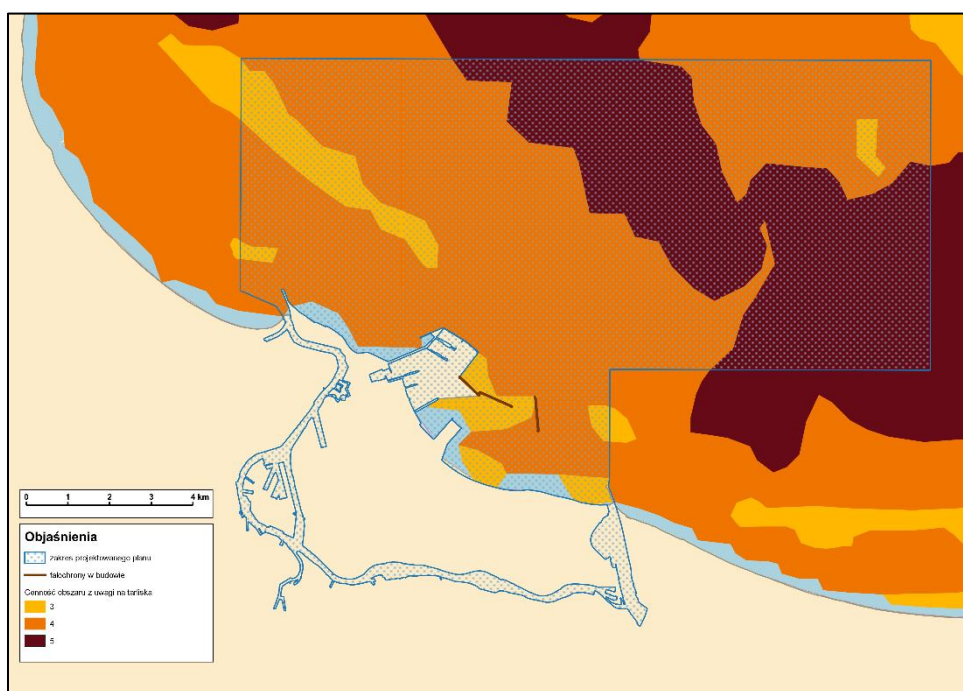 0 1 2 3 4 km
Objaśnienia
zakres projektowanego planu
falochrony w budowie
Cenność obszaru z uwagi na tarliska
3
4
5